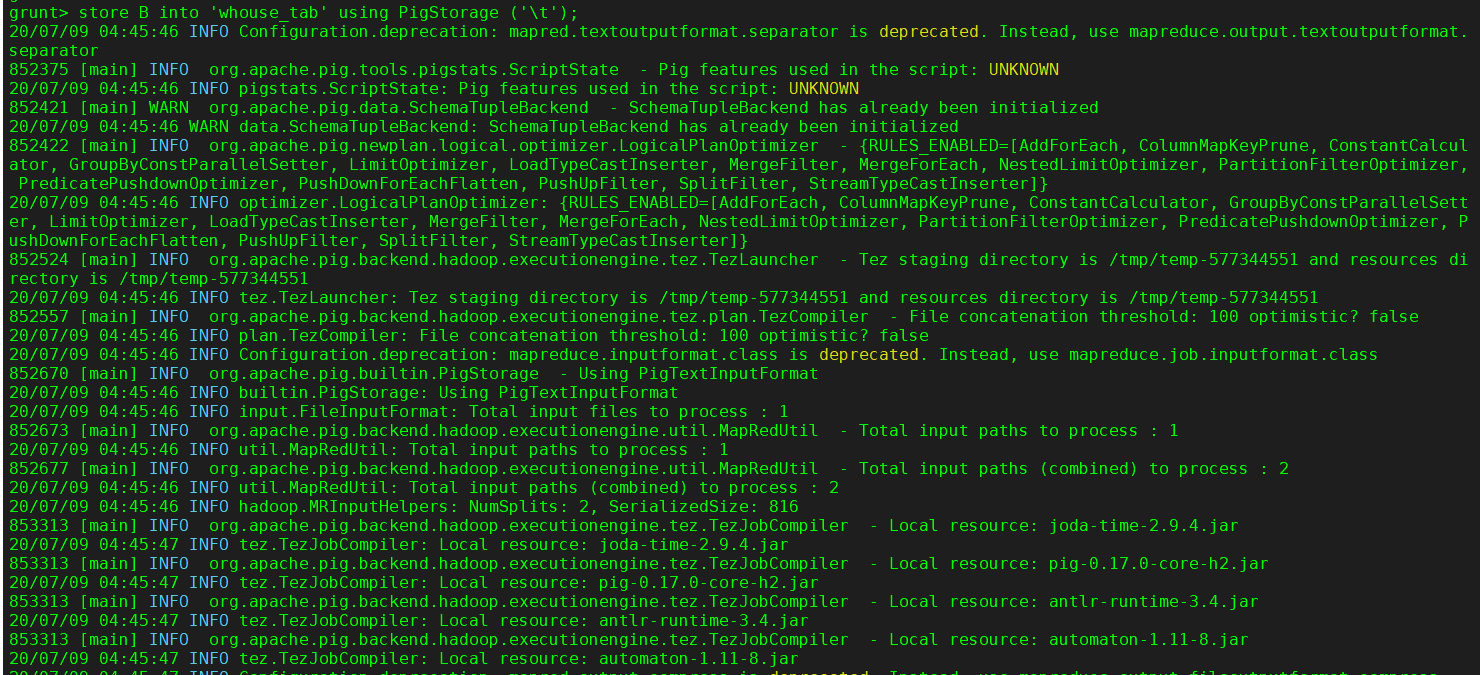 grunt> store B into 'whouse_tab' using PigStorage ('\t');
20/07/09 04:45:46 INFO Configuration.deprecation: mapred.textoutputformat.separator is deprecated. Instead, use mapreduce.output.textoutputformat.
separator
852375 [main] INFO  org.apache.pig.tools.pigstats.ScriptState  - Pig features used in the script: UNKNOWN
20/07/09 04:45:46 INFO pigstats.ScriptState: Pig features used in the script: UNKNOWN
852421 [main] WARN  org.apache.pig.data.SchemaTupleBackend  - SchemaTupleBackend has already been initialized
20/07/09 04:45:46 WARN data.SchemaTupleBackend: SchemaTupleBackend has already been initialized
852422 [main] INFO  org.apache.pig.newplan.logical.optimizer.LogicalPlanOptimizer  - {RULES_ENABLED=[AddForEach, ColumnMapKeyPrune, ConstantCalcul
ator, GroupByConstParallelSetter, LimitOptimizer, LoadTypeCastInserter, MergeFilter, MergeForEach, NestedLimitOptimizer, PartitionFilterOptimizer,
 PredicatePushdownOptimizer, PushDownForEachFlatten, PushUpFilter, SplitFilter, StreamTypeCastInserter]}
20/07/09 04:45:46 INFO optimizer.LogicalPlanOptimizer: {RULES_ENABLED=[AddForEach, ColumnMapKeyPrune, ConstantCalculator, GroupByConstParallelSett
er, LimitOptimizer, LoadTypeCastInserter, MergeFilter, MergeForEach, NestedLimitOptimizer, PartitionFilterOptimizer, PredicatePushdownOptimizer, P
ushDownForEachFlatten, PushUpFilter, SplitFilter, StreamTypeCastInserter]}
852524 [main] INFO  org.apache.pig.backend.hadoop.executionengine.tez.TezLauncher  - Tez staging directory is /tmp/temp-577344551 and resources di
rectory is /tmp/temp-577344551
20/07/09 04:45:46 INFO tez.TezLauncher: Tez staging directory is /tmp/temp-577344551 and resources directory is /tmp/temp-577344551
852557 [main] INFO  org.apache.pig.backend.hadoop.executionengine.tez.plan.TezCompiler  - File concatenation threshold: 100 optimistic? false
20/07/09 04:45:46 INFO plan.TezCompiler: File concatenation threshold: 100 optimistic? false
20/07/09 04:45:46 INFO Configuration.deprecation: mapreduce.inputformat.class is deprecated. Instead, use mapreduce.job.inputformat.class
852670 [main] INFO  org.apache.pig.builtin.PigStorage  - Using PigTextInputFormat
20/07/09 04:45:46 INFO builtin.PigStorage: Using PigTextInputFormat
20/07/09 04:45:46 INFO input.FileInputFormat: Total input files to process : 1
852673 [main] INFO  org.apache.pig.backend.hadoop.executionengine.util.MapRedUtil  - Total input paths to process : 1
20/07/09 04:45:46 INFO util.MapRedUtil: Total input paths to process : 1
852677 [main] INFO  org.apache.pig.backend.hadoop.executionengine.util.MapRedUtil  - Total input paths (combined) to process : 2
20/07/09 04:45:46 INFO util.MapRedUtil: Total input paths (combined) to process : 2
20/07/09 04:45:46 INFO hadoop.MRInputHelpers: NumSplits: 2, SerializedSize: 816
853313 [main] INFO  org.apache.pig.backend.hadoop.executionengine.tez.TezJobCompiler  - Local resource: joda-time-2.9.4.jar
20/07/09 04:45:47 INFO tez.TezJobCompiler: Local resource: joda-time-2.9.4.jar
853313 [main] INFO  org.apache.pig.backend.hadoop.executionengine.tez.TezJobCompiler  - Local resource: pig-0.17.0-core-h2.jar
20/07/09 04:45:47 INFO tez.TezJobCompiler: Local resource: pig-0.17.0-core-h2.jar
853313 [main] INFO  org.apache.pig.backend.hadoop.executionengine.tez.TezJobCompiler  - Local resource: antlr-runtime-3.4.jar
20/07/09 04:45:47 INFO tez.TezJobCompiler: Local resource: antlr-runtime-3.4.jar
853313 [main] INFO  org.apache.pig.backend.hadoop.executionengine.tez.TezJobCompiler  - Local resource: automaton-1.11-8.jar
20/07/09 04:45:47 INFO tez.TezJobCompiler: Local resource: automaton-1.11-8.jar